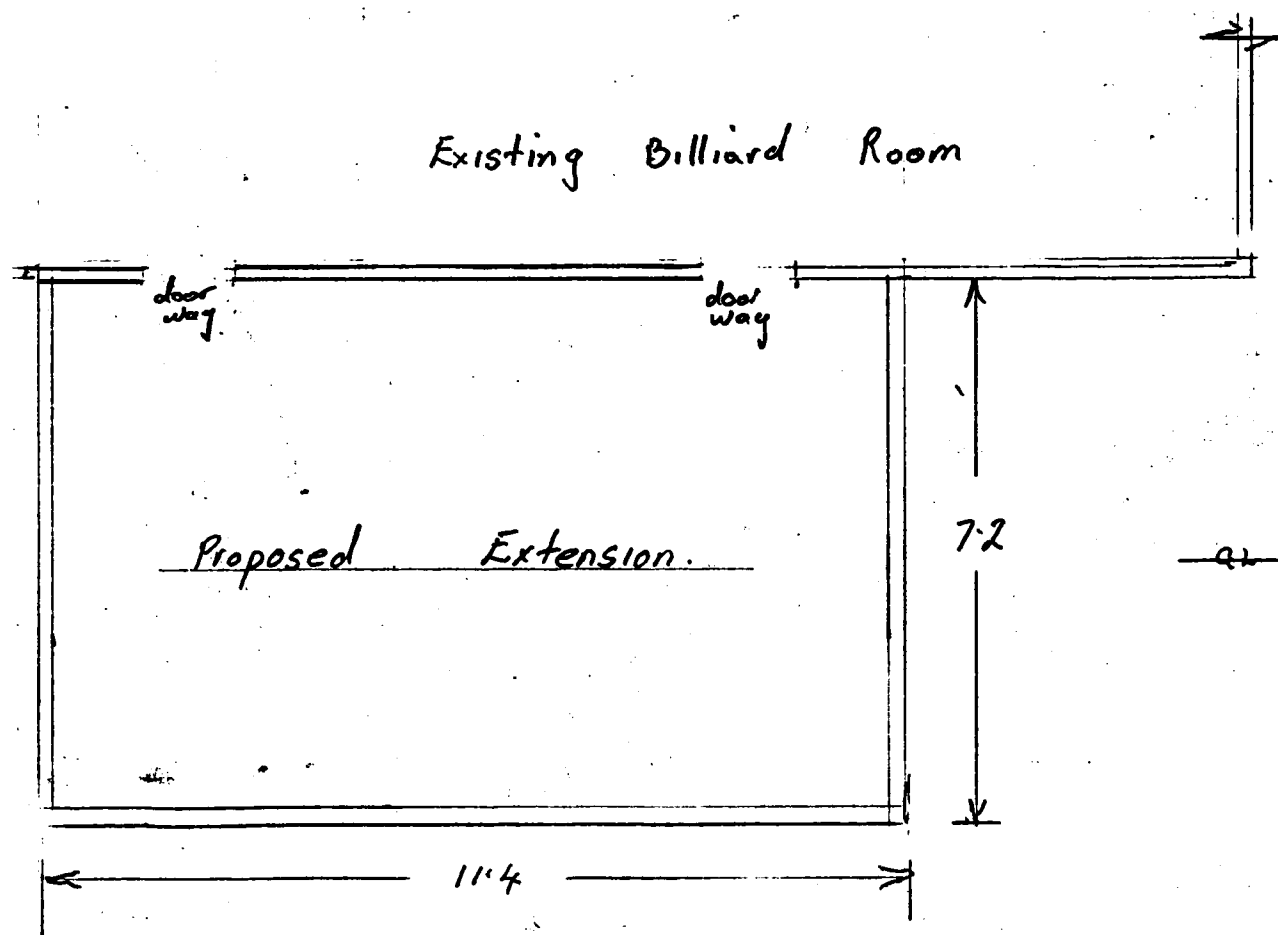 Existing Billiard Room
door
way
door
way
Proposed Extension.
7·2
11·4